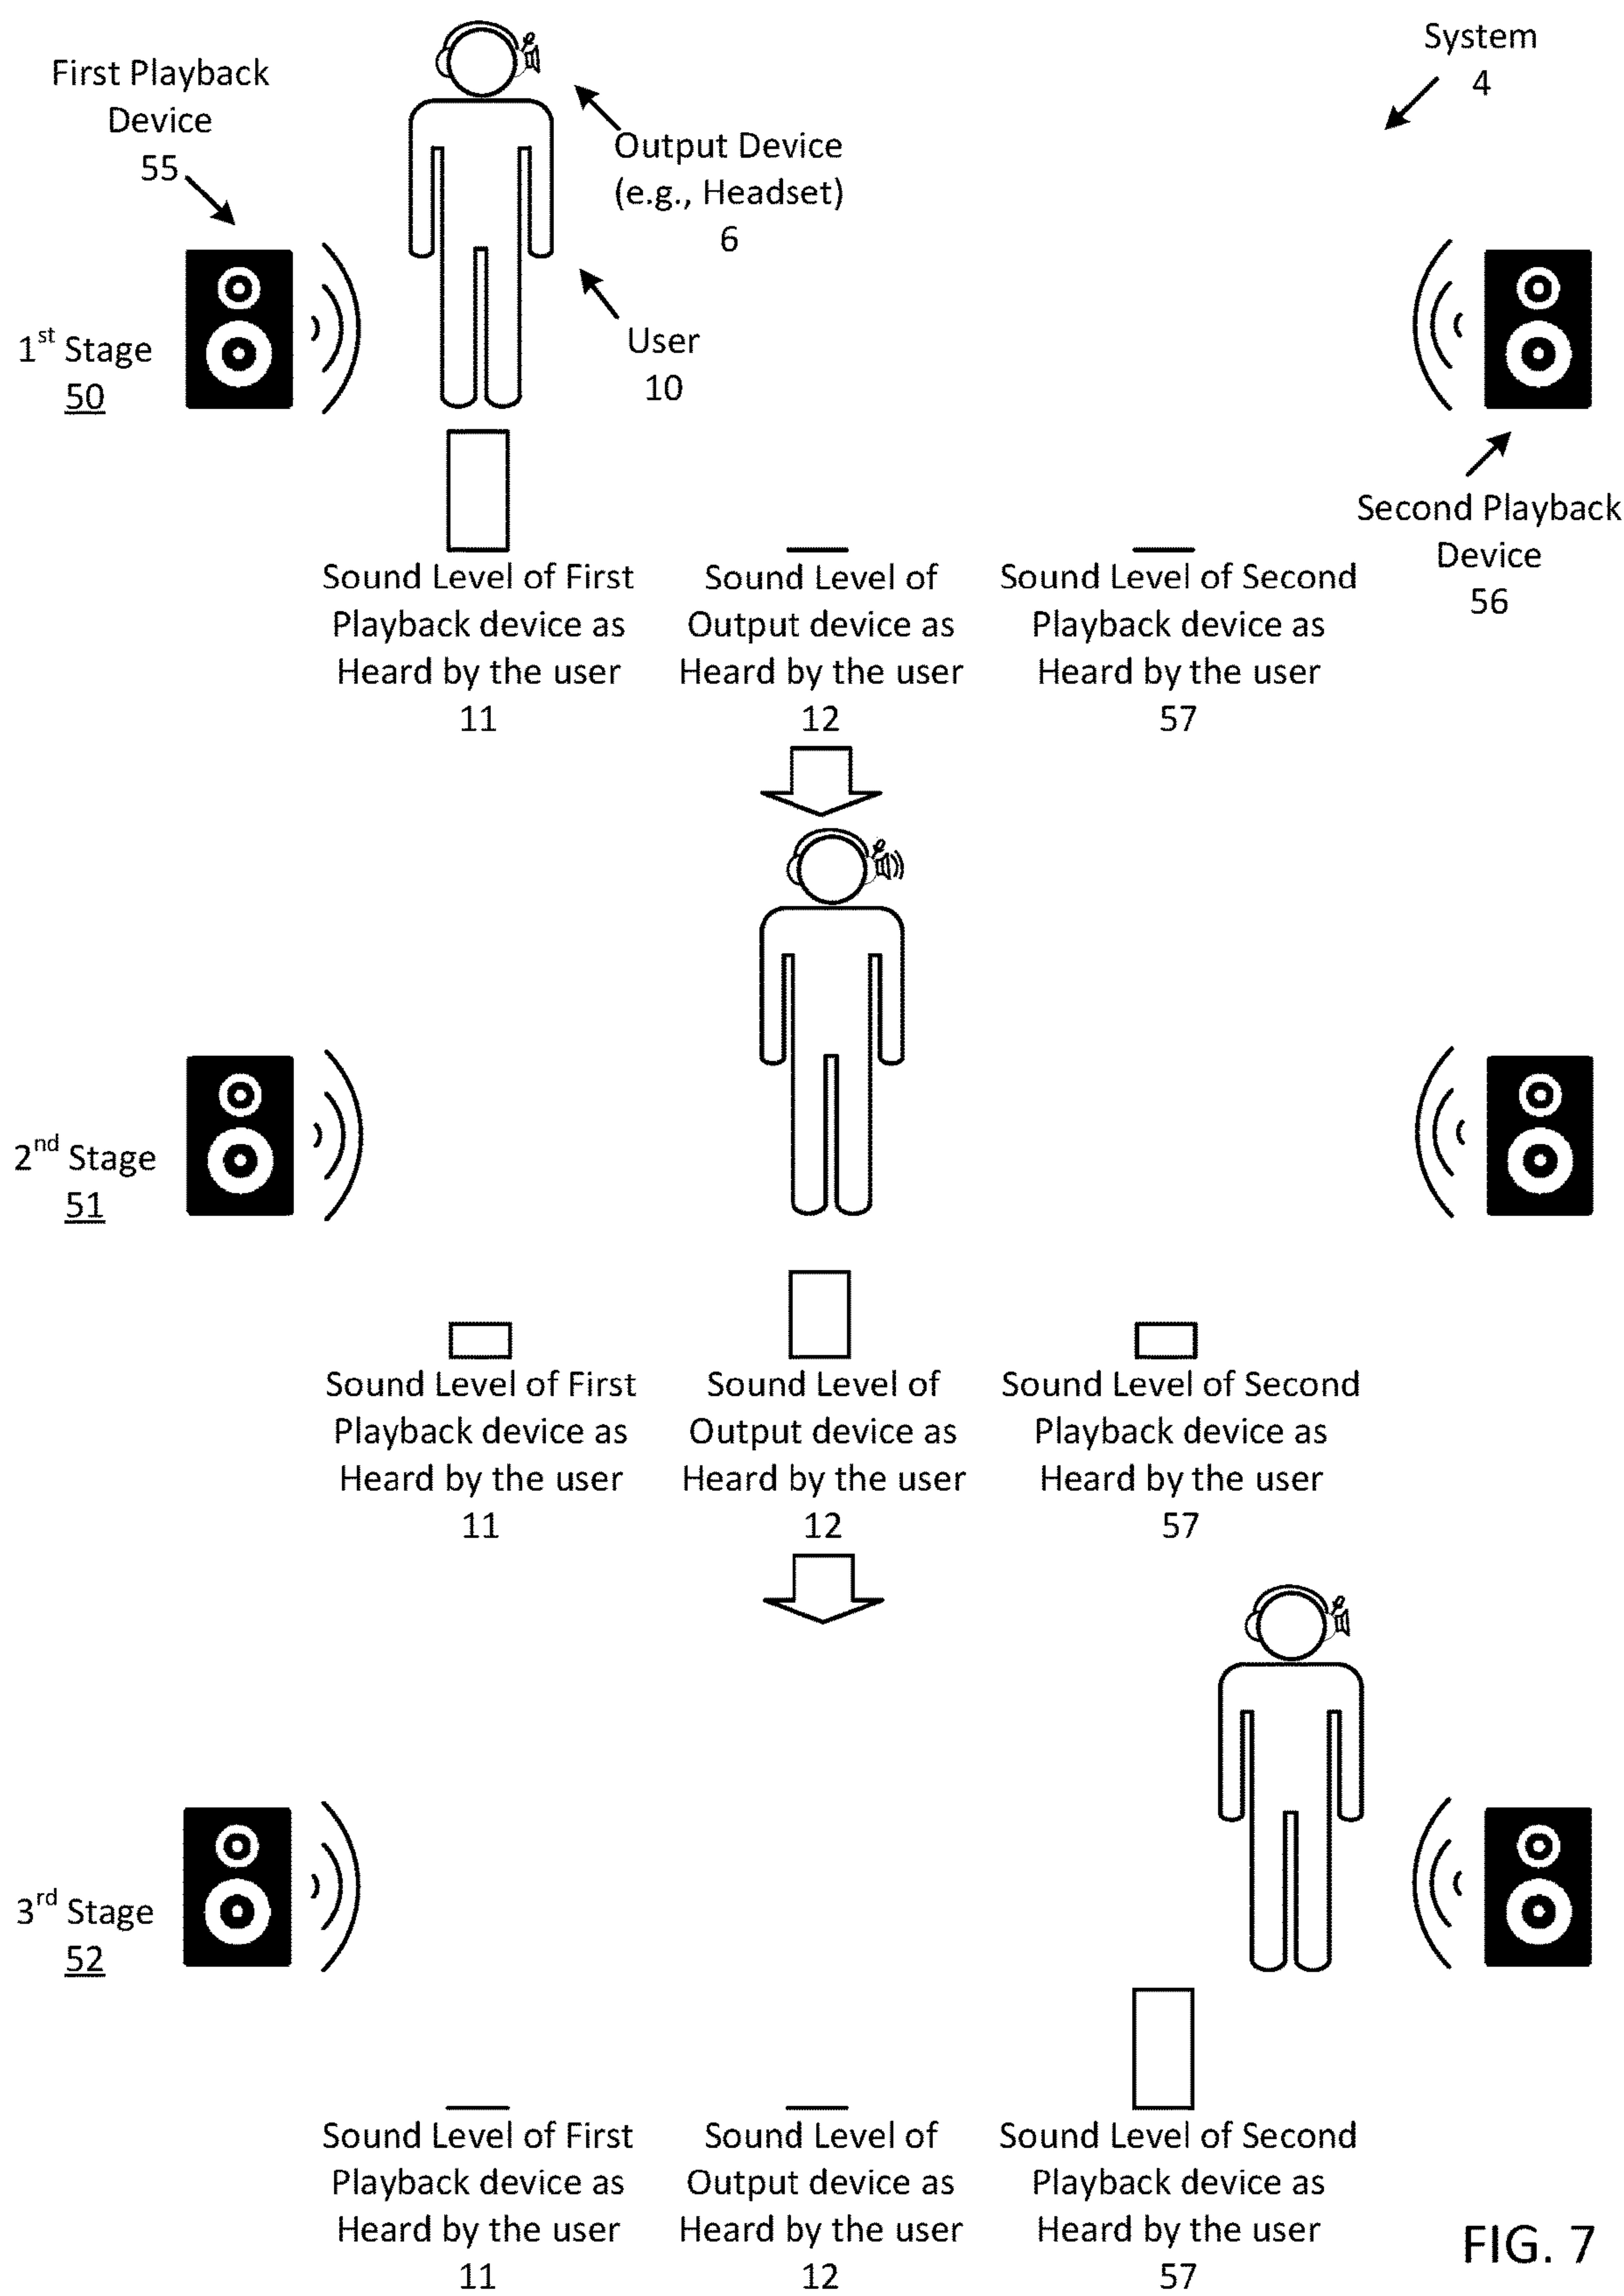 System
4
First Playback
Device
55
Output Device
(e.g., Headset)
6
User
10
1st Stage
50
Second Playback
Device
56
Sound Level of First
Playback device as
Heard by the user
11
Sound Level of
Output device as
Heard by the user
12
Sound Level of Second
Playback device as
Heard by the user
57
2nd Stage
51
Sound Level of First
Playback device as
Heard by the user
11
Sound Level of
Output device as
Heard by the user
12
Sound Level of Second
Playback device as
Heard by the user
57
3rd Stage
52
Sound Level of First
Playback device as
Heard by the user
11
Sound Level of
Output device as
Heard by the user
12
Sound Level of Second
Playback device as
Heard by the user
57
FIG. 7